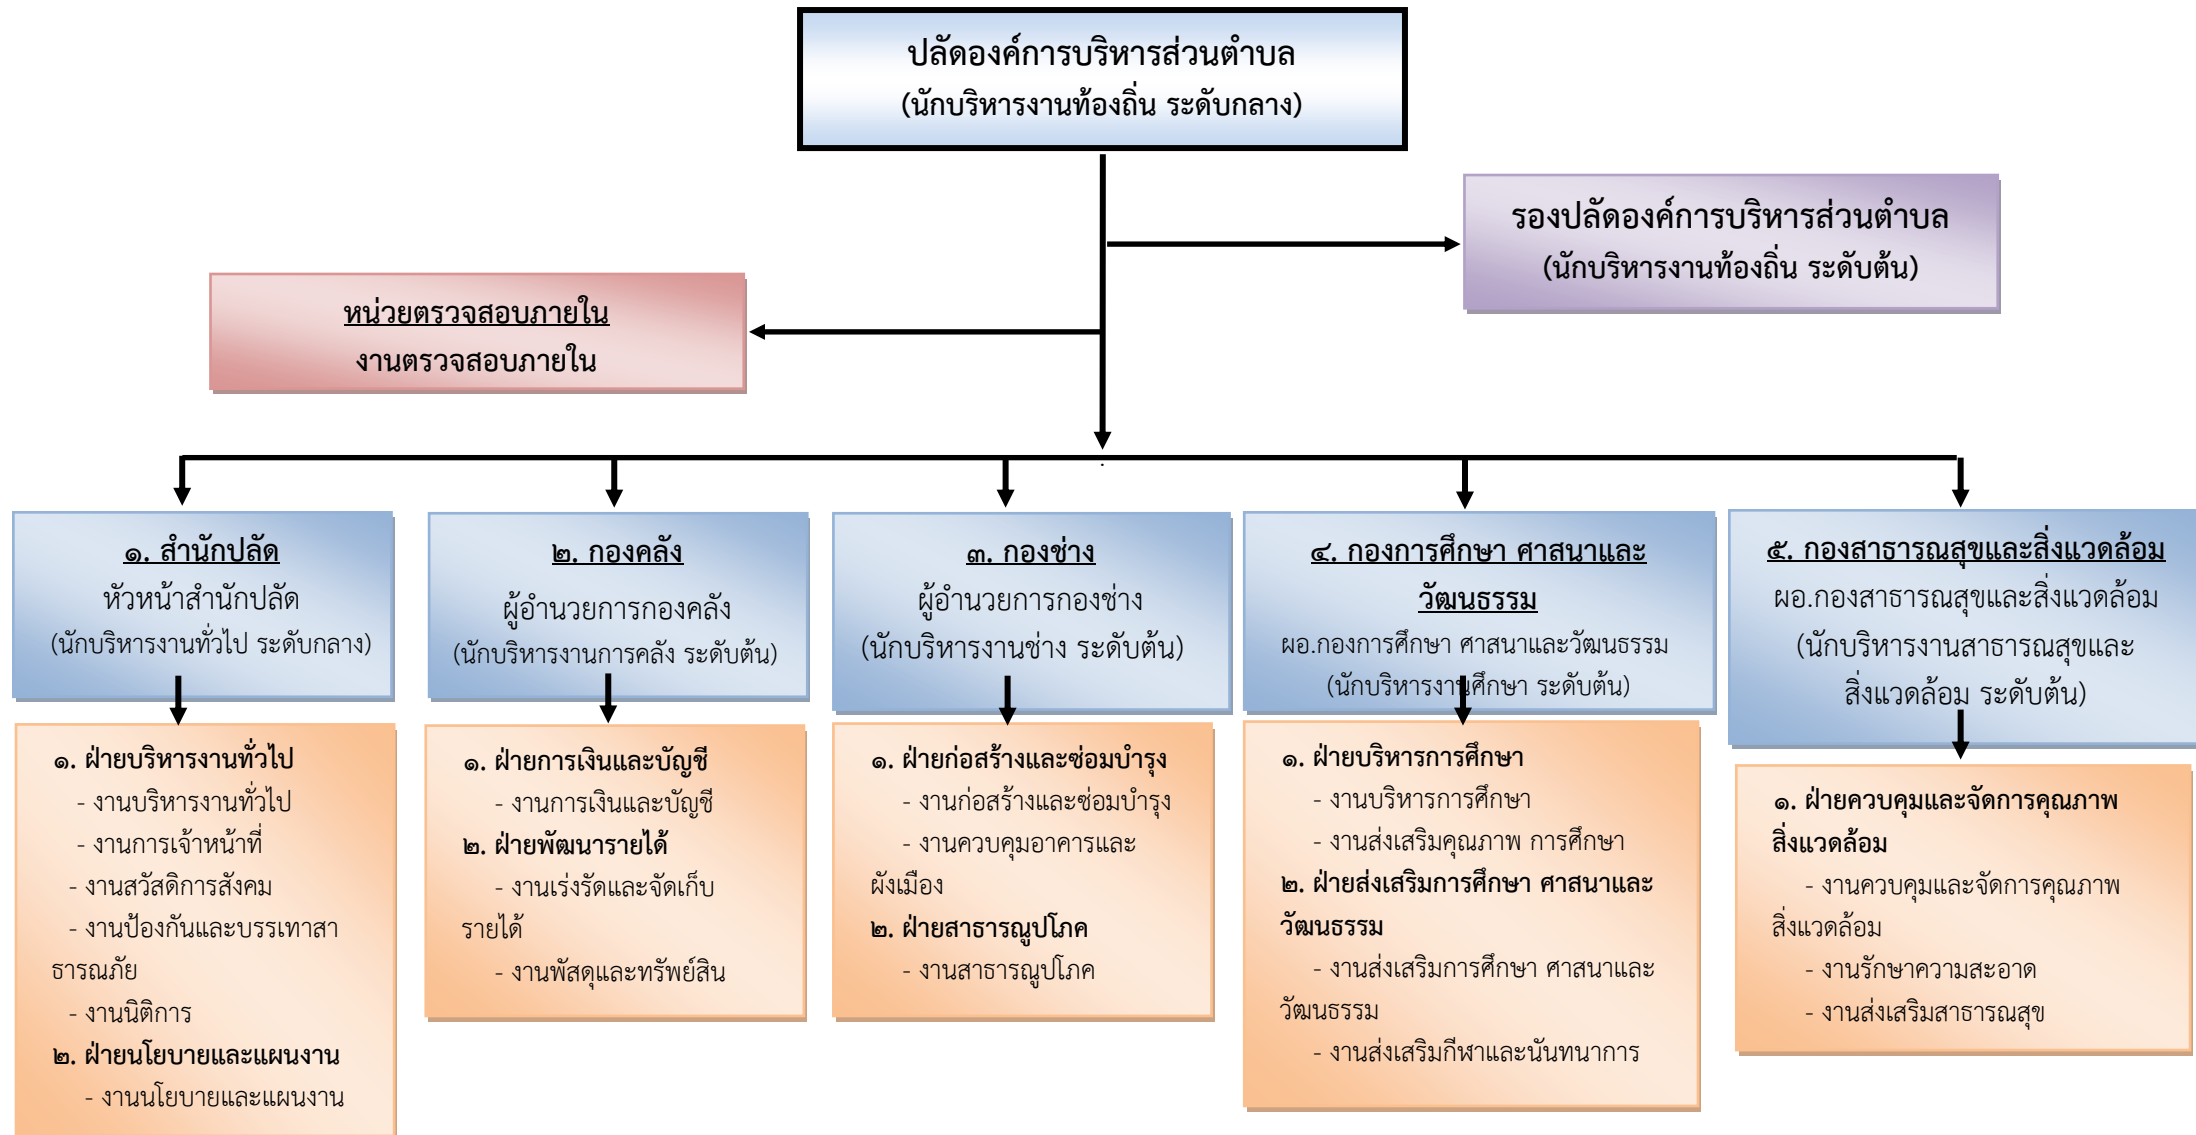 ปลัดองค์การบริหารส่วนตำบล
(นักบริหารงานท้องถิ่น ระดับกลาง)
รองปลัดองค์การบริหารส่วนตำบล
(นักบริหารงานท้องถิ่น ระดับต้น)
หน่วยตรวจสอบภายใน
งานตรวจสอบภายใน
๑. สำนักปลัด
หัวหน้าสำนักปลัด
(นักบริหารงานทั่วไป ระดับกลาง)
๒. กองคลัง
ผู้อำนวยการกองคลัง
(นักบริหารงานการคลัง ระดับต้น)
๓. กองช่าง
ผู้อำนวยการกองช่าง
(นักบริหารงานช่าง ระดับต้น)
๔. กองการศึกษา ศาสนาและ
วัฒนธรรม
ผอ.กองการศึกษา ศาสนาและวัฒนธรรม
(นักบริหารงานศึกษา ระดับต้น)
๕. กองสาธารณสุขและสิ่งแวดล้อม
ผอ.กองสาธารณสุขและสิ่งแวดล้อม
(นักบริหารงานสาธารณสุขและ
สิ่งแวดล้อม ระดับต้น)
๑. ฝ่ายบริหารงานทั่วไป
- งานบริหารงานทั่วไป
- งานการเจ้าหน้าที่
- งานสวัสดิการสังคม
- งานป้องกันและบรรเทาสา
ธารณภัย
- งานนิติการ
๒. ฝ่ายนโยบายและแผนงาน
- งานนโยบายและแผนงาน
๑. ฝ่ายการเงินและบัญชี
- งานการเงินและบัญชี
๒. ฝ่ายพัฒนารายได้
- งานเร่งรัดและจัดเก็บ
รายได้
- งานพัสดุและทรัพย์สิน
๑. ฝ่ายก่อสร้างและซ่อมบำรุง
- งานก่อสร้างและซ่อมบำรุง
- งานควบคุมอาคารและ
ผังเมือง
๒. ฝ่ายสาธารณูปโภค
- งานสาธารณูปโภค
๑. ฝ่ายบริหารการศึกษา
- งานบริหารการศึกษา
- งานส่งเสริมคุณภาพ การศึกษา
๒. ฝ่ายส่งเสริมการศึกษา ศาสนาและ
วัฒนธรรม
- งานส่งเสริมการศึกษา ศาสนาและ
วัฒนธรรม
- งานส่งเสริมกีฬาและนันทนาการ
๑. ฝ่ายควบคุมและจัดการคุณภาพ
สิ่งแวดล้อม
- งานควบคุมและจัดการคุณภาพ
สิ่งแวดล้อม
- งานรักษาความสะอาด
- งานส่งเสริมสาธารณสุข